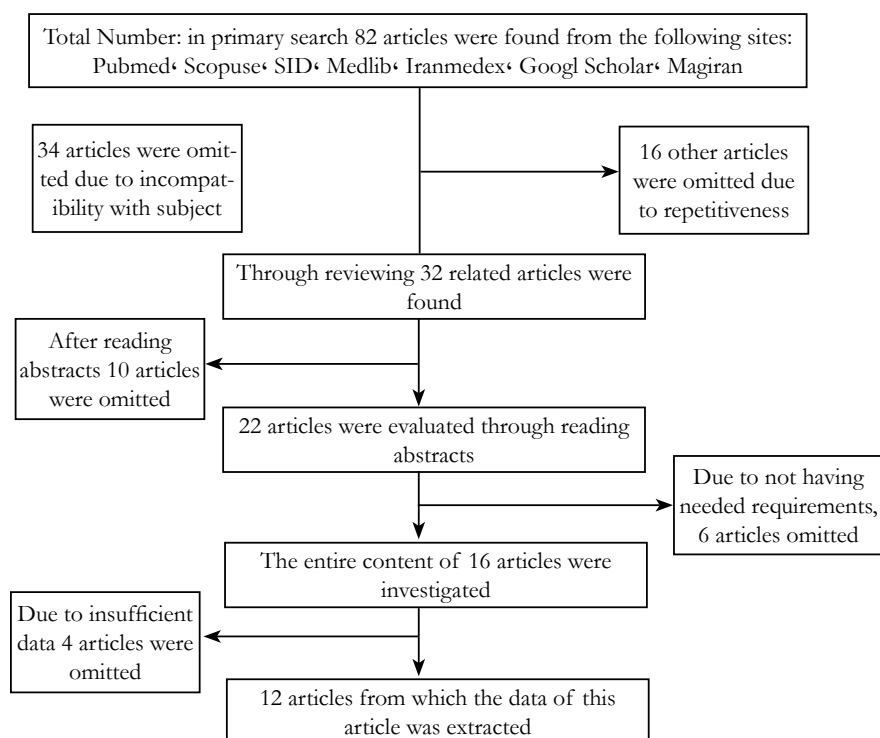 Total Number: in primary search 82 articles were found from the following sites:
Pubmed، Scopuse، SID، Medlib، Iranmedex، Googl Scholar، Magiran
34 articles were omit-
ted due to incompat-
ibility with subject
16 other articles
were omitted due
to repetitiveness
Through reviewing 32 related articles were
found
After reading
abstracts 10 articles
were omitted
22 articles were evaluated through reading
abstracts
Due to not having
needed requirements,
6 articles omitted
The entire content of 16 articles were
investigated
Due to insufficient
data 4 articles were
omitted
12 articles from which the data of this
article was extracted